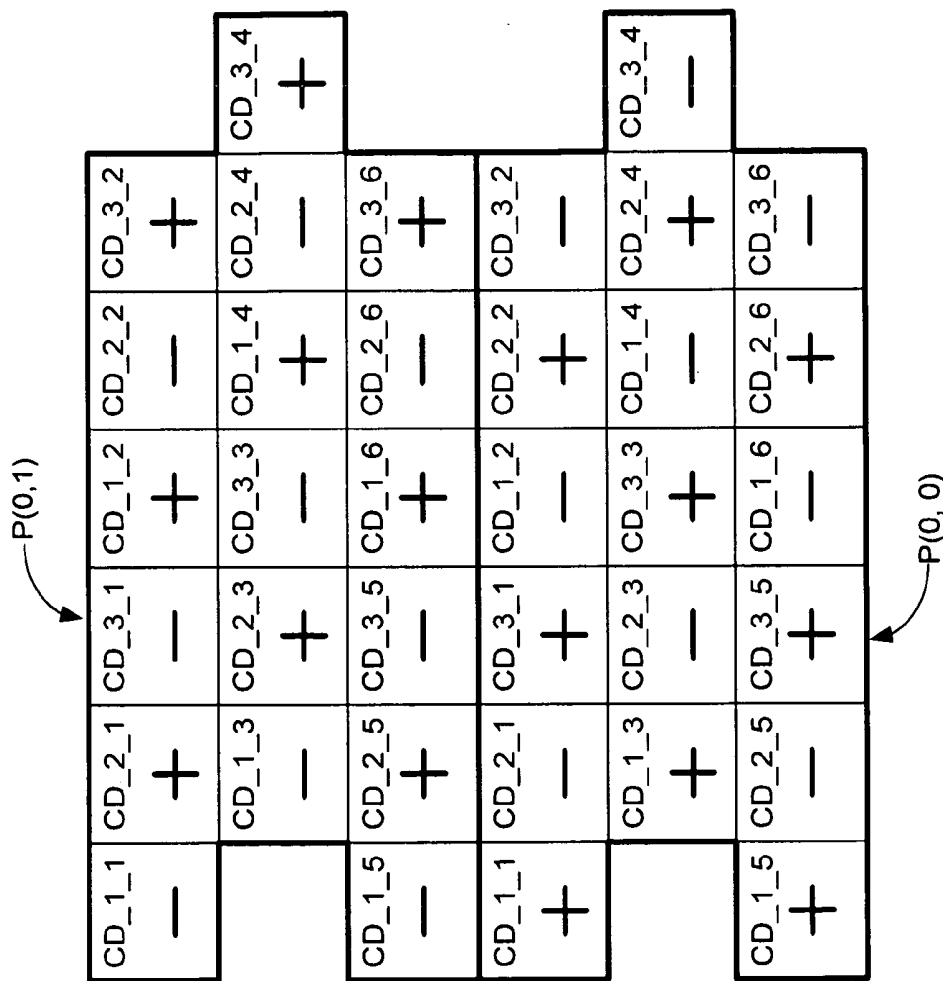 P(0,1)
CD_1_1 CD_2_1 CD_3_1 CD_1_2 CD_2_2 CD_3_2
− + − + − +
CD_1_3 CD_2_3 CD_3_3 CD_1_4 CD_2_4 CD_3_4
− + − + − +
CD_1_5 CD_2_5 CD_3_5 CD_1_6 CD_2_6 CD_3_6
− + − + − +
CD_1_1 CD_2_1 CD_3_1 CD_1_2 CD_2_2 CD_3_2
+ − + − + −
CD_1_3 CD_2_3 CD_3_3 CD_1_4 CD_2_4 CD_3_4
+ − + − + −
CD_1_5 CD_2_5 CD_3_5 CD_1_6 CD_2_6 CD_3_6
+ − + − + −
P(0, 0)